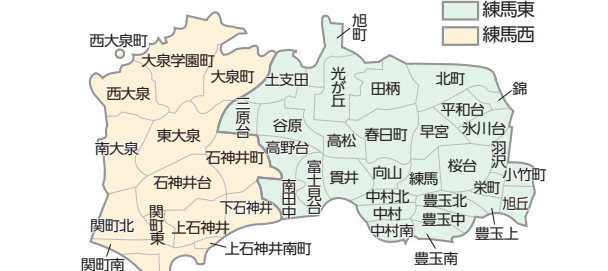 練馬東
練馬西
旭町
西大泉町
大泉学園町
大泉町
土支田
光が丘
田柄
北町
錦
西大泉
三原台
平和台
氷川台
谷原
春日町
早宮
東大泉
高松
羽沢
南大泉
高野台
石神井町
富士見台
桜台
小竹町
貫井
向山
練馬
石神井台
南田中
栄町
中村北
豊玉北
旭丘
下石神井
中村
豊玉中
関町北
関町東
上石神井
中村南
豊玉上
上石神井南町
豊玉南
関町南